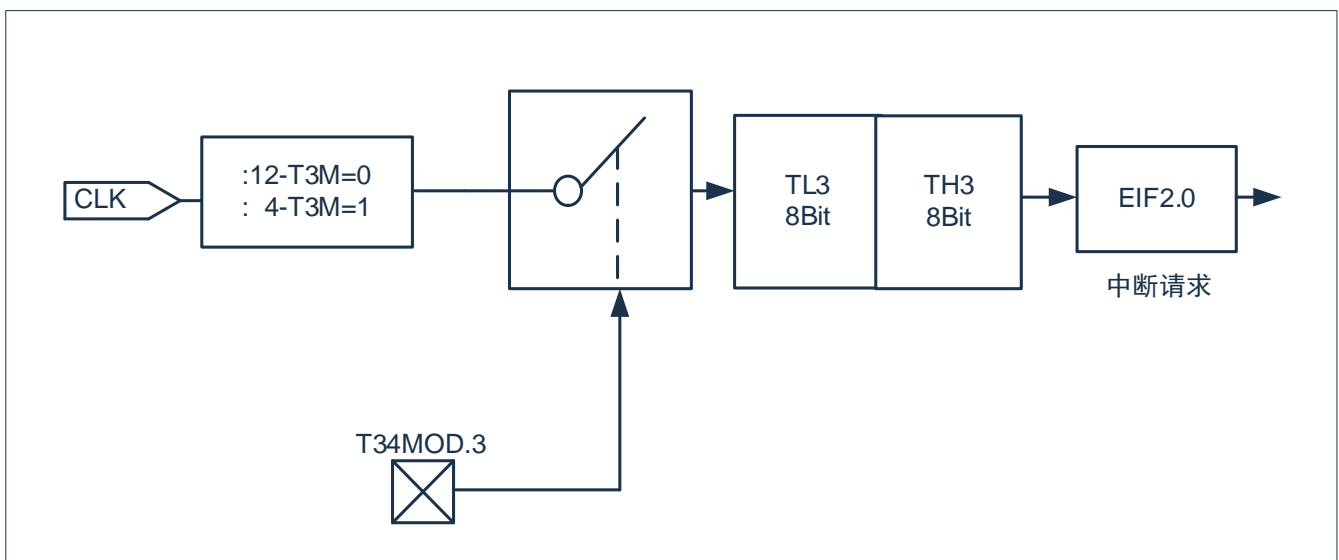 CLK
:12-T3M=0
: 4-T3M=1
TL3
8Bit
TH3
8Bit
EIF2.0
中断请求
T34MOD.3